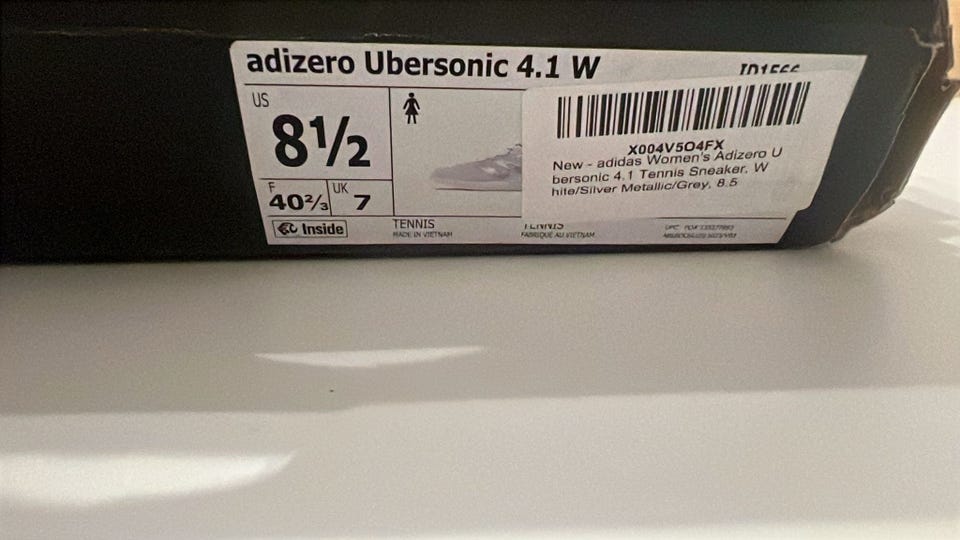 adizero Ubersonic 4.1 W
US
8½
F
40⅔
UK
7
Inside
TENNIS
MADE IN VIETNAM
TENNIS
FABRIQUÉ AU VIETNAM
X004V5O4FX
New - adidas Women's Adizero U
bersonic 4.1 Tennis Sneaker, W
hite/Silver Metallic/Grey, 8.5